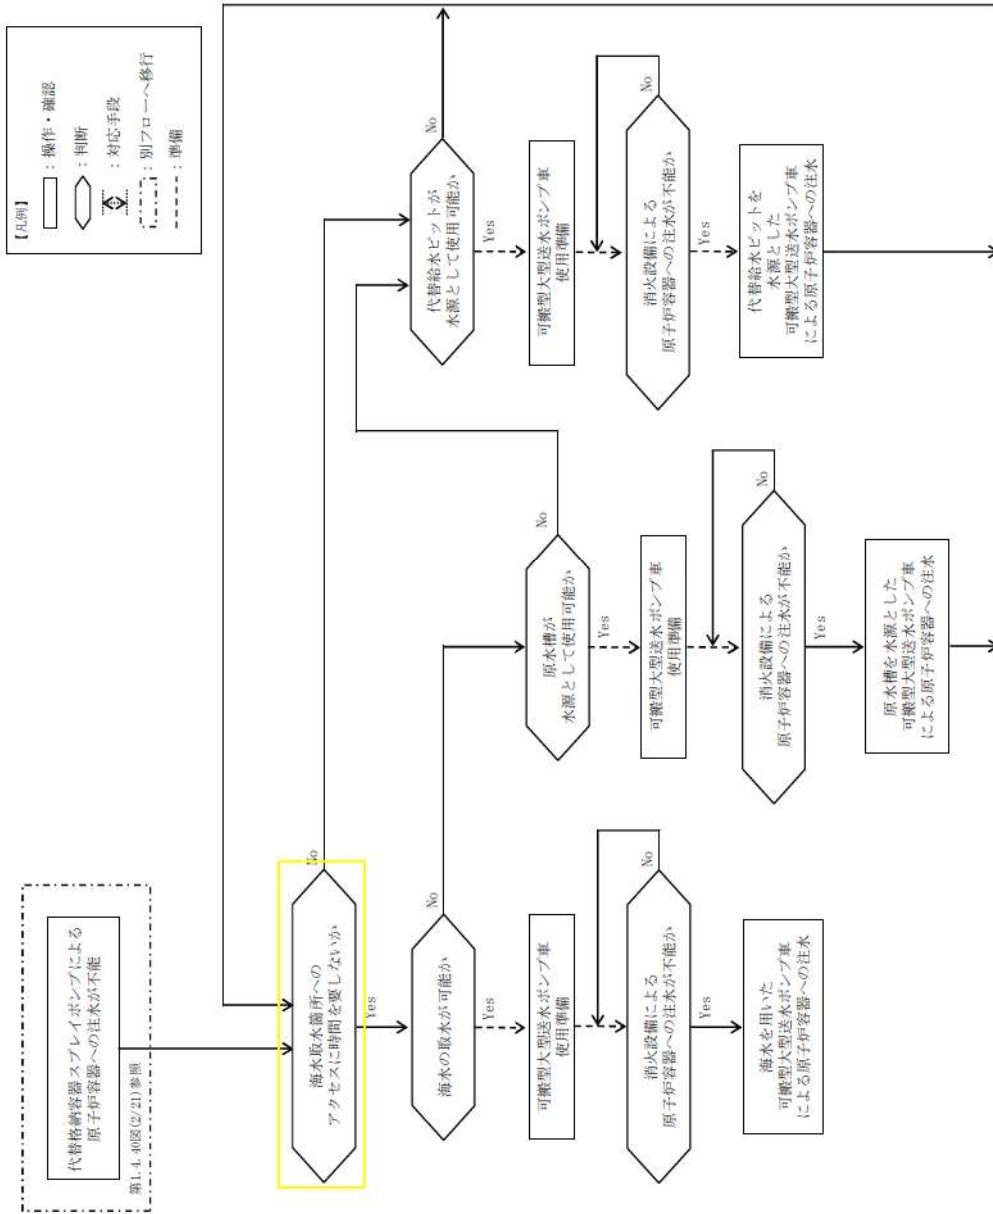 【凡例】
：操作・確認
：判断
：対応手段
：別フローへ移行
：準備
代替格納容器スプレイポンプによる
原子炉容器への注水が不能
第1.4.40図(2/21)参照
海水取水箇所への
アクセスに時間を要しないか
No
Yes
海水の取水が可能か
No
Yes
可搬型大型送水ポンプ車
使用準備
消火設備による
原子炉容器への注水が不能か
No
Yes
海水を用いた
可搬型大型送水ポンプ車
による原子炉容器への注水
原水槽が
水源として使用可能か
No
Yes
可搬型大型送水ポンプ車
使用準備
消火設備による
原子炉容器への注水が不能か
No
Yes
原水槽を水源とした
可搬型大型送水ポンプ車
による原子炉容器への注水
代替給水ピットが
水源として使用可能か
No
Yes
可搬型大型送水ポンプ車
使用準備
消火設備による
原子炉容器への注水が不能か
No
Yes
代替給水ピットを
水源とした
可搬型大型送水ポンプ車
による原子炉容器への注水